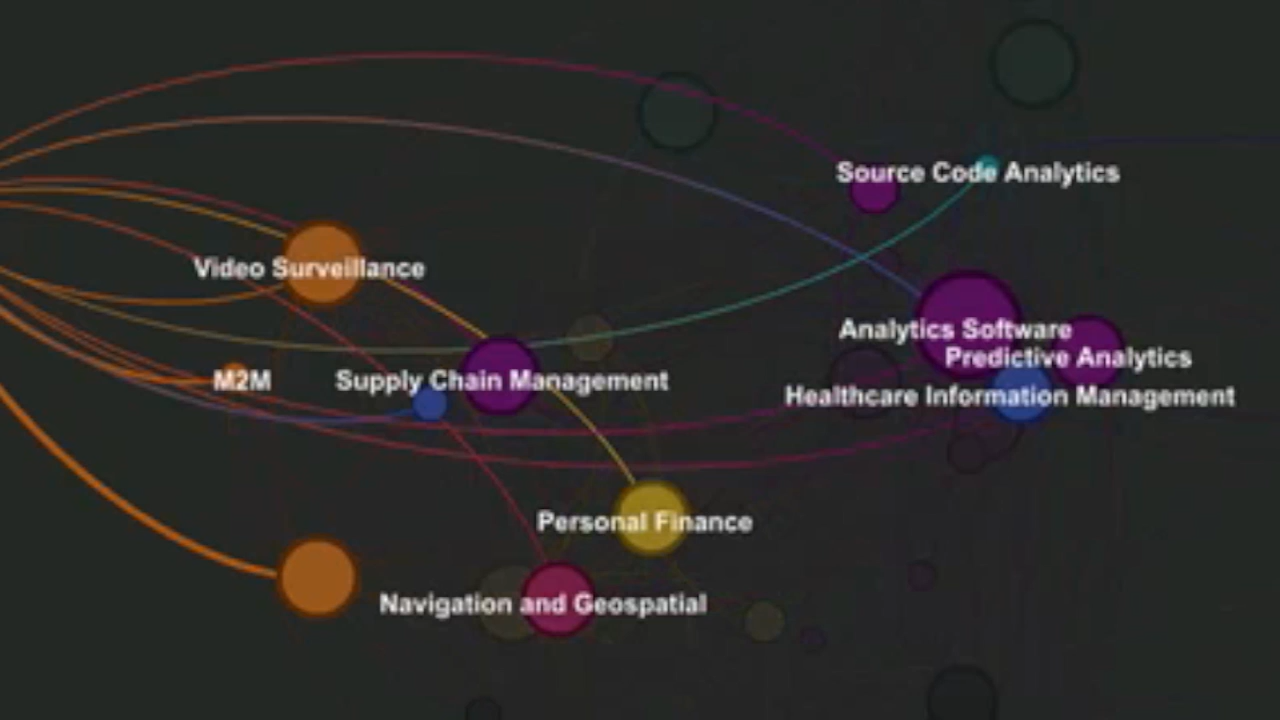 Source Code Analytics
Video Surveillance
Analytics Software
Predictive Analytics
M2M
Supply Chain Management
Healthcare Information Management
Personal Finance
Navigation and Geospatial